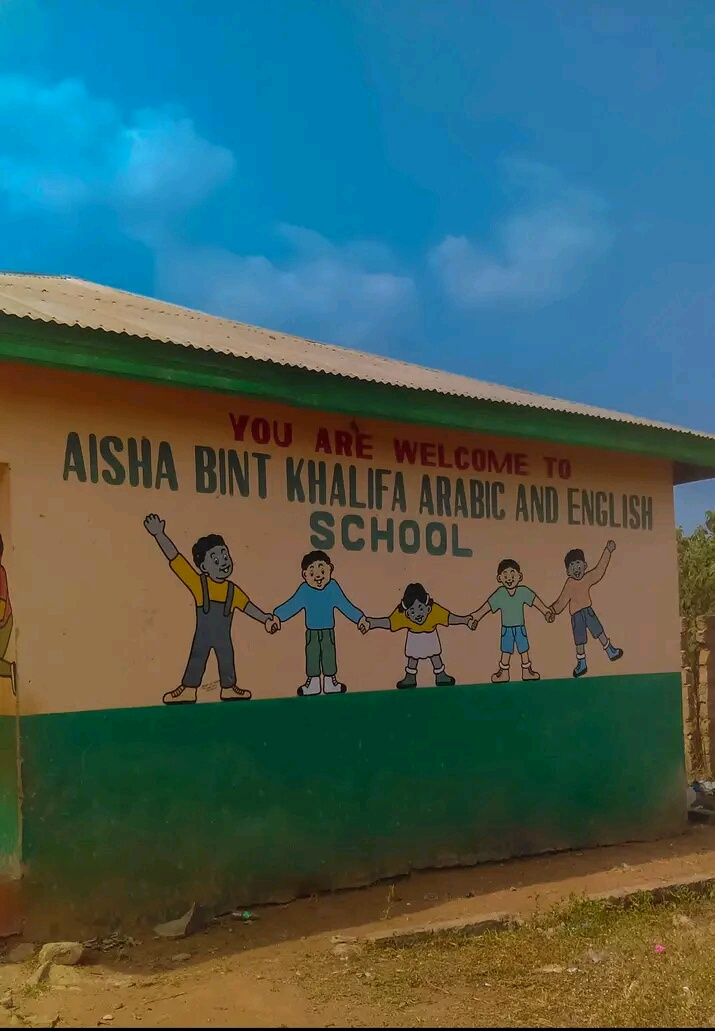 YOU ARE WELCOME TO
AISHA BINT KHALIFA ARABIC AND ENGLISH
SCHOOL